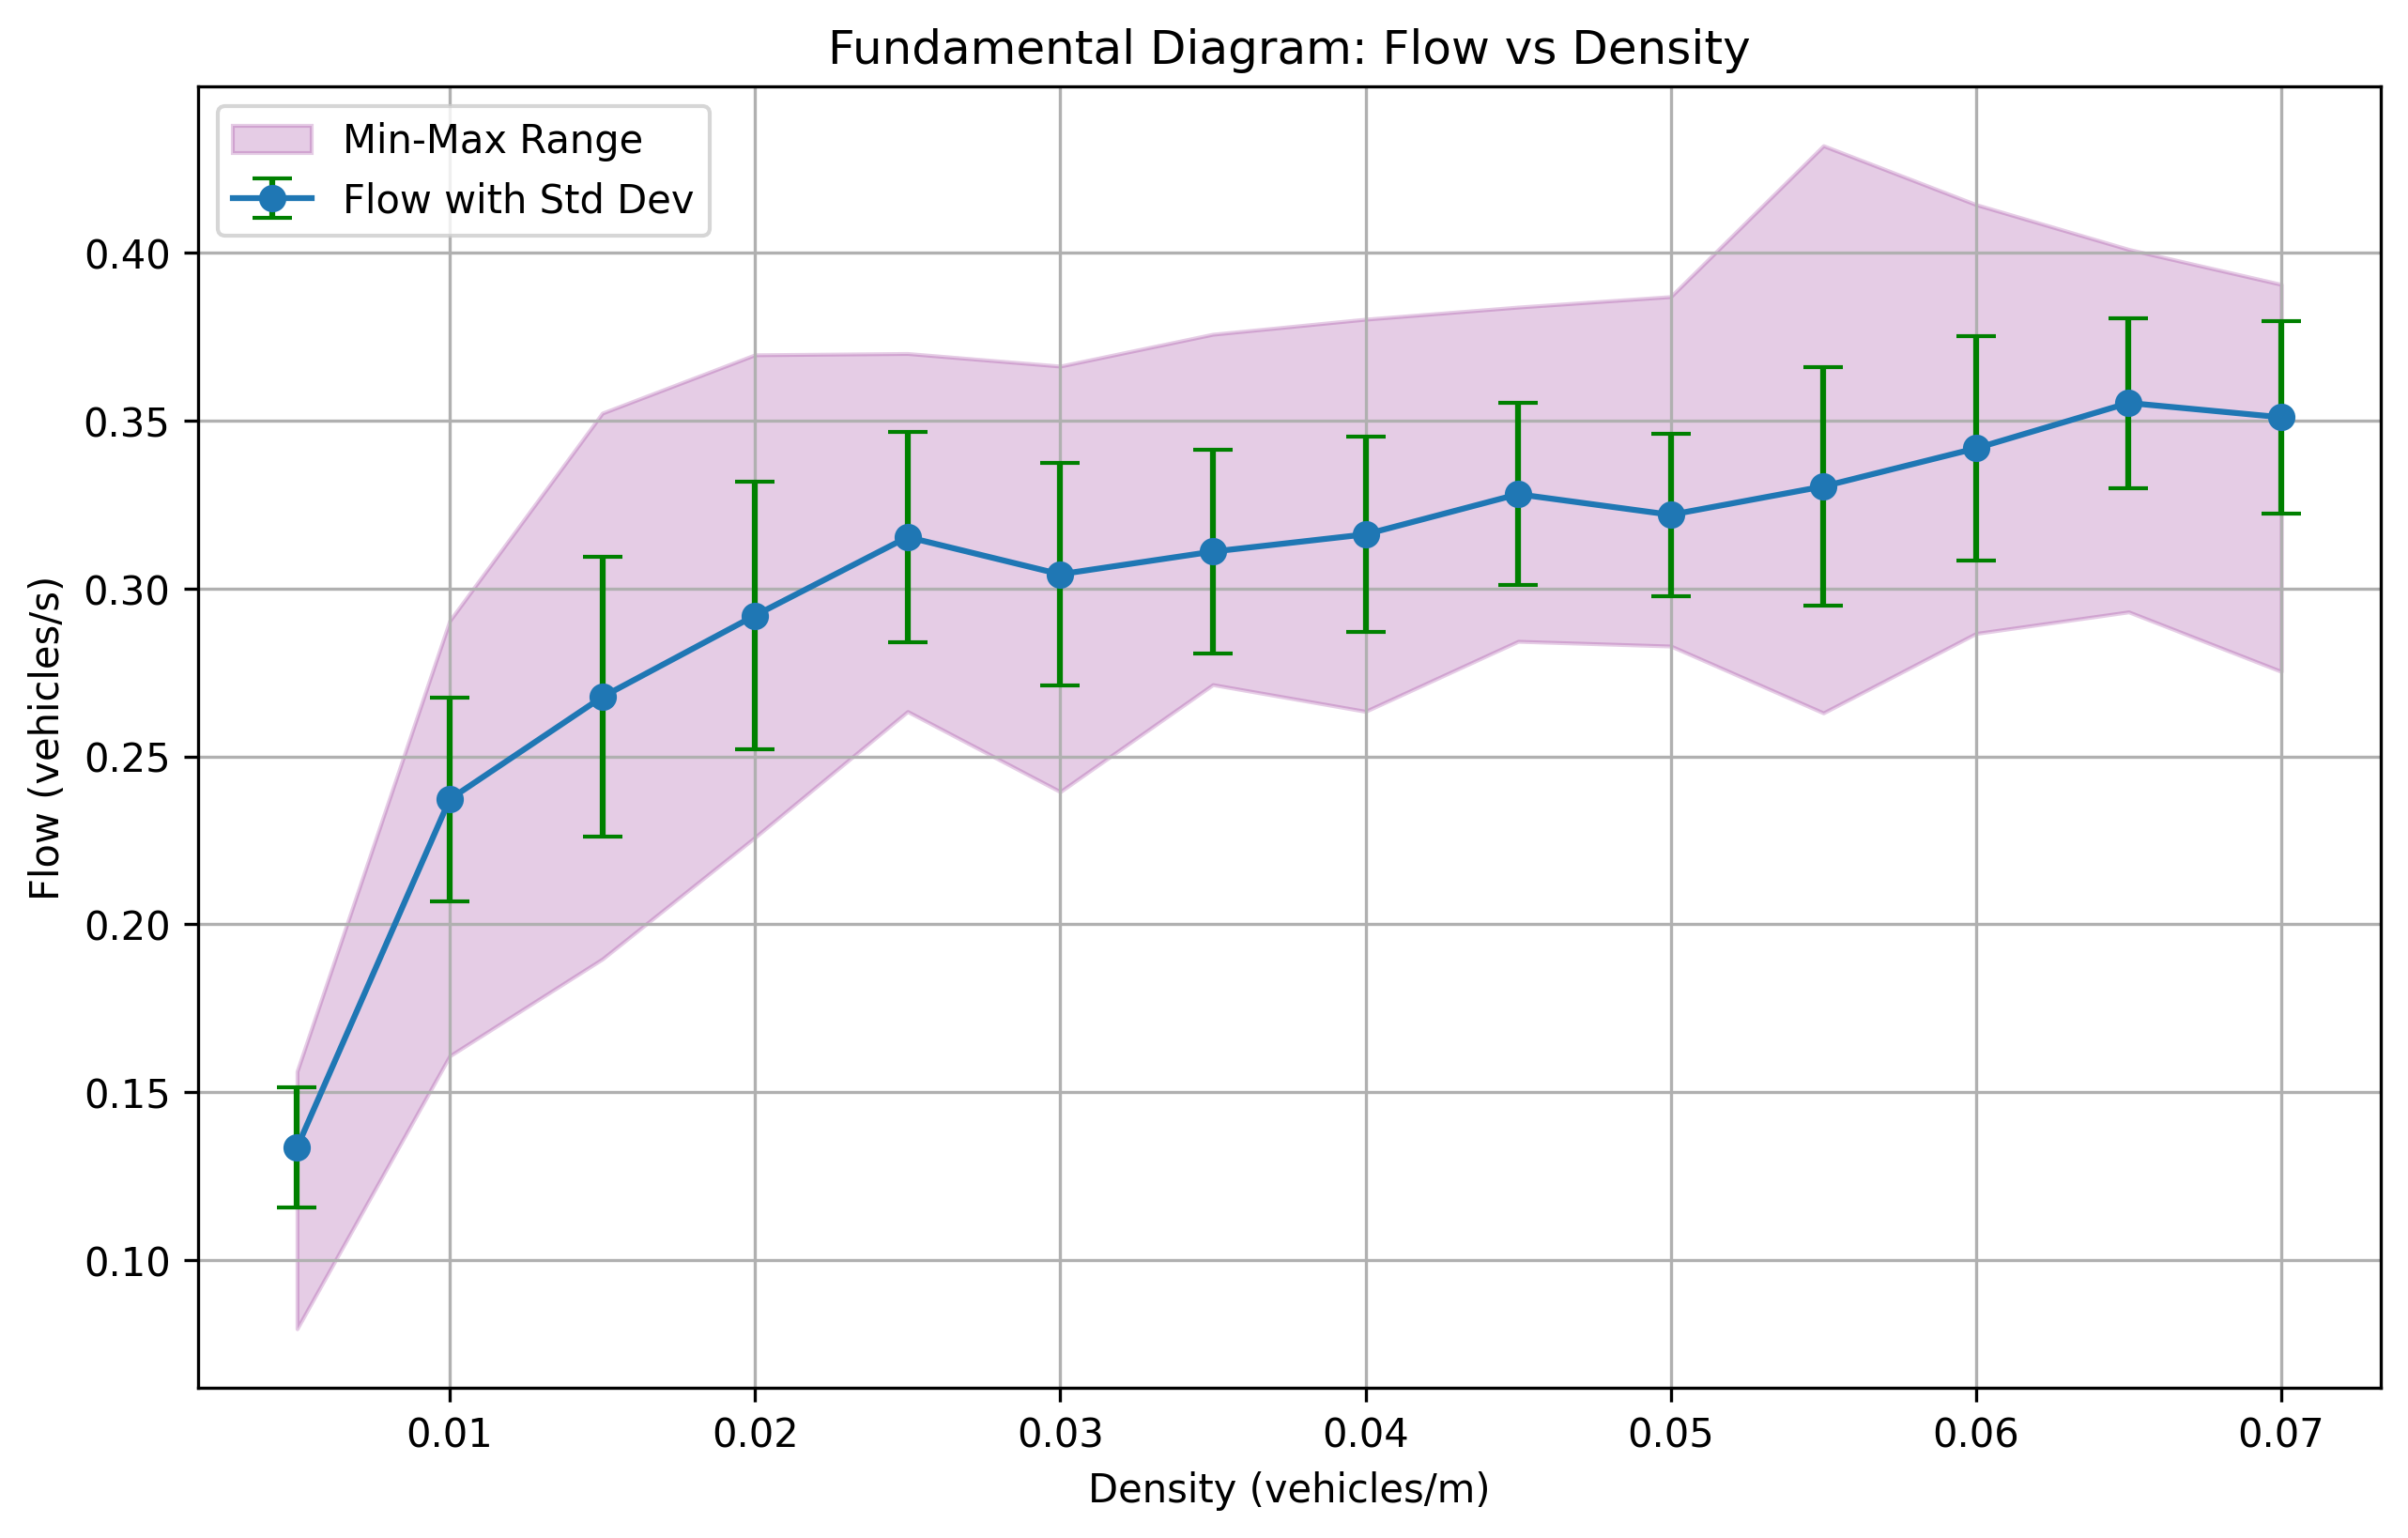 Fundamental Diagram: Flow vs Density
Min-Max Range
Flow with Std Dev
Flow (vehicles/s)
0.40
0.35
0.30
0.25
0.20
0.15
0.10
0.01 0.02 0.03 0.04 0.05 0.06 0.07
Density (vehicles/m)